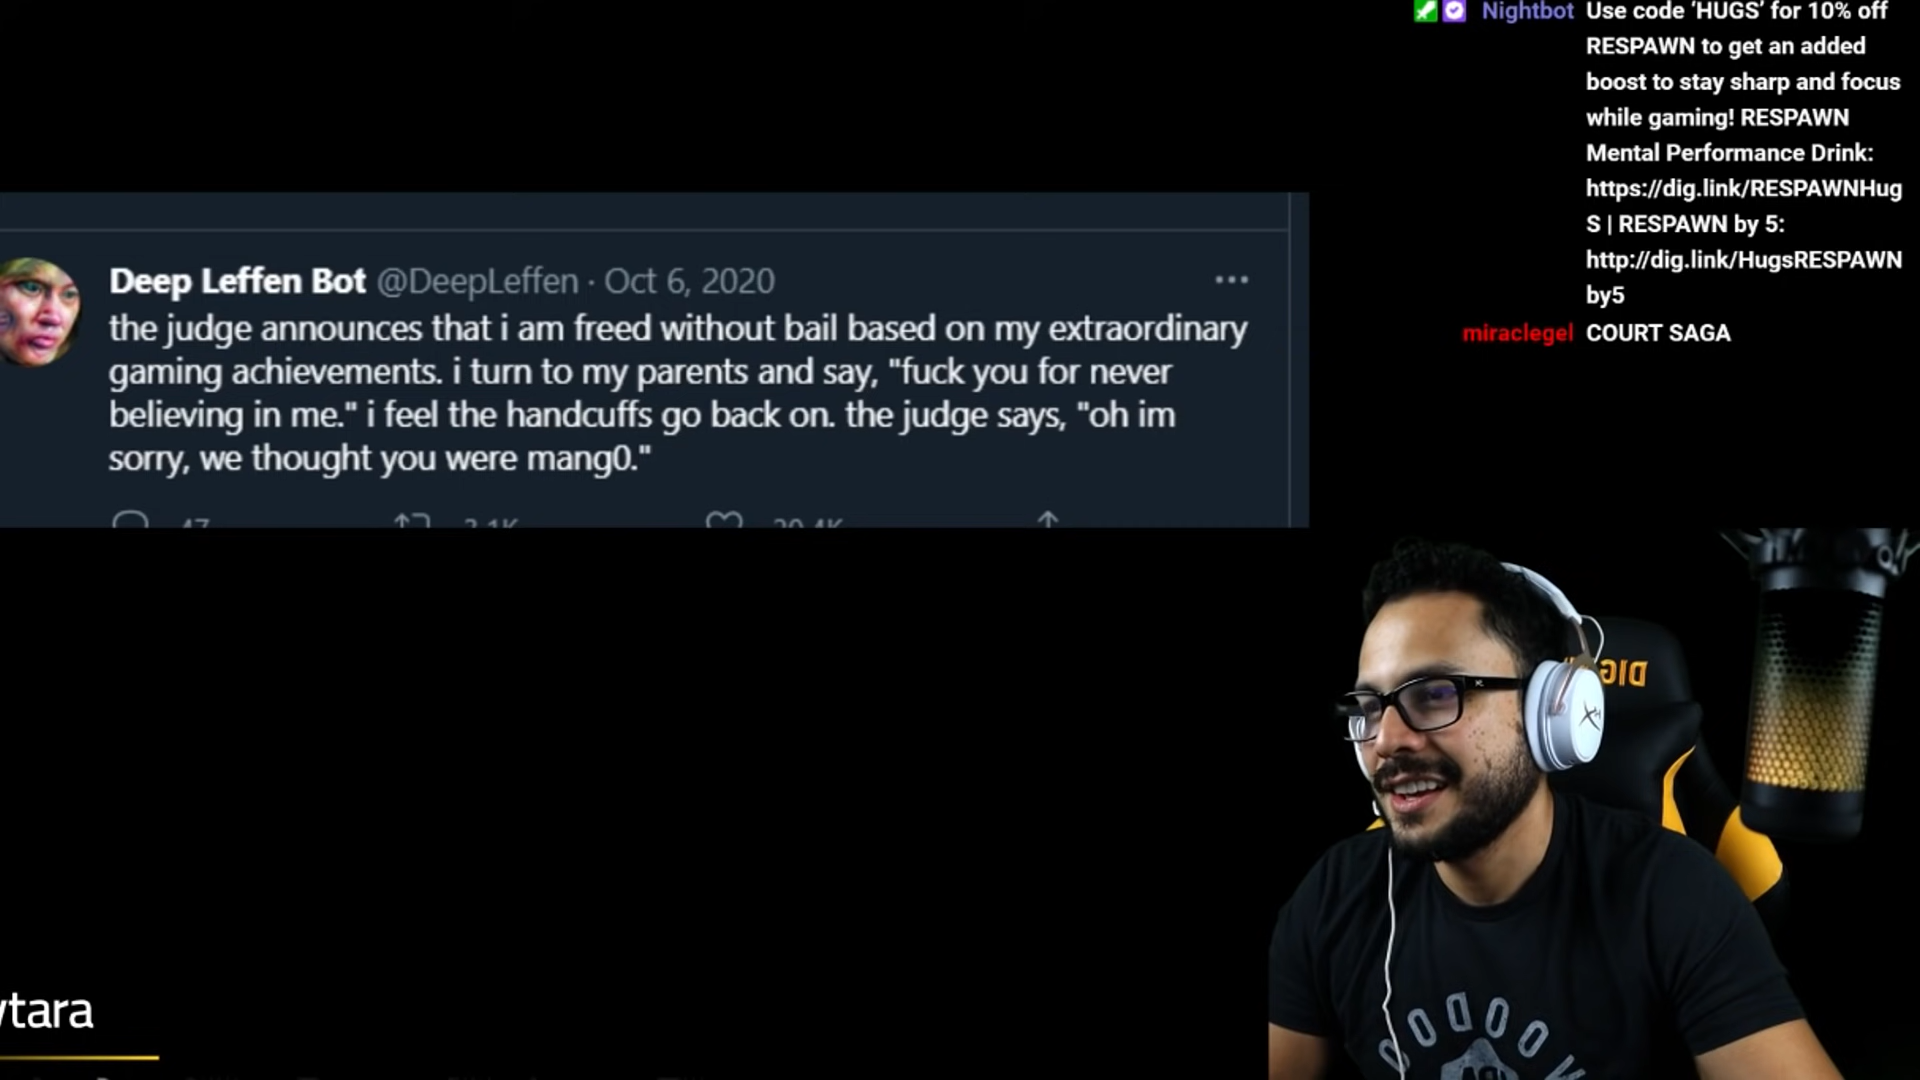 Nightbot Use code ‘HUGS’ for 10% off
RESPAWN to get an added
boost to stay sharp and focus
while gaming! RESPAWN
Mental Performance Drink:
https://dig.link/RESPAWNHug
S | RESPAWN by 5:
http://dig.link/HugsRESPAWN
by5
miraclegel COURT SAGA
Deep Leffen Bot @DeepLeffen · Oct 6, 2020
the judge announces that i am freed without bail based on my extraordinary
gaming achievements. i turn to my parents and say, "fuck you for never
believing in me." i feel the handcuffs go back on. the judge says, "oh im
sorry, we thought you were mang0."
DIG
ytara